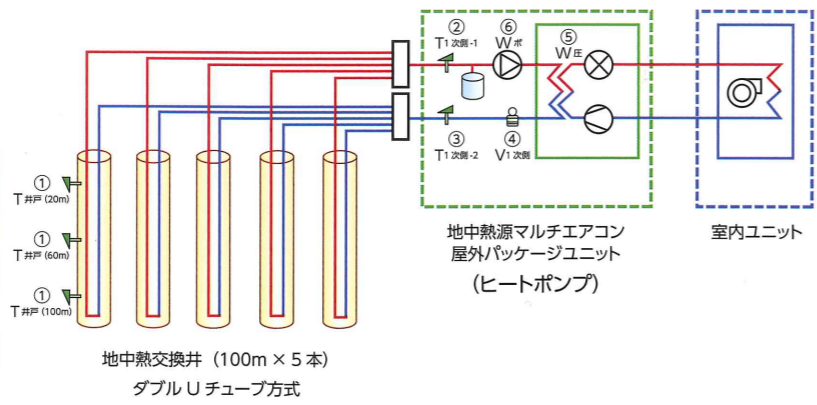 ②
T1次側-1
⑥
Wポ
⑤
W圧
③
T1次側-2
④
V1次側
①
T井戸(20m)
①
T井戸(60m)
①
T井戸(100m)
地中熱源マルチエアコン
屋外パッケージユニット
(ヒートポンプ)
室内ユニット
地中熱交換井(100m×5本)
ダブルUチューブ方式